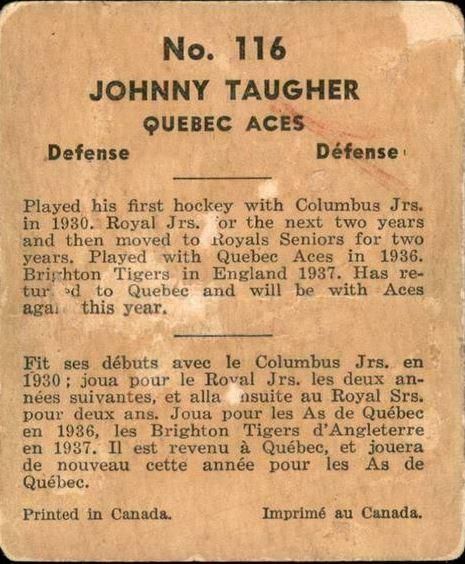 No. 116
JOHNNY TAUGHER
QUEBEC ACES
Defense Défense
Played his first hockey with Columbus Jrs.
in 1930. Royal Jrs. for the next two years
and then moved to Royals Seniors for two
years. Played with Quebec Aces in 1936.
Brighton Tigers in England 1937. Has re-
turned to Quebec and will be with Aces
again this year.
Fit ses débuts avec le Columbus Jrs. en
1930 ; joua pour le Royal Jrs. les deux an-
nées suivantes, et alla ensuite au Royal Srs.
pour deux ans. Joua pour les As de Québec
en 1936, les Brighton Tigers d'Angleterre
en 1937. Il est revenu à Québec, et jouera
de nouveau cette année pour les As de
Québec.
Printed in Canada. Imprimé au Canada.